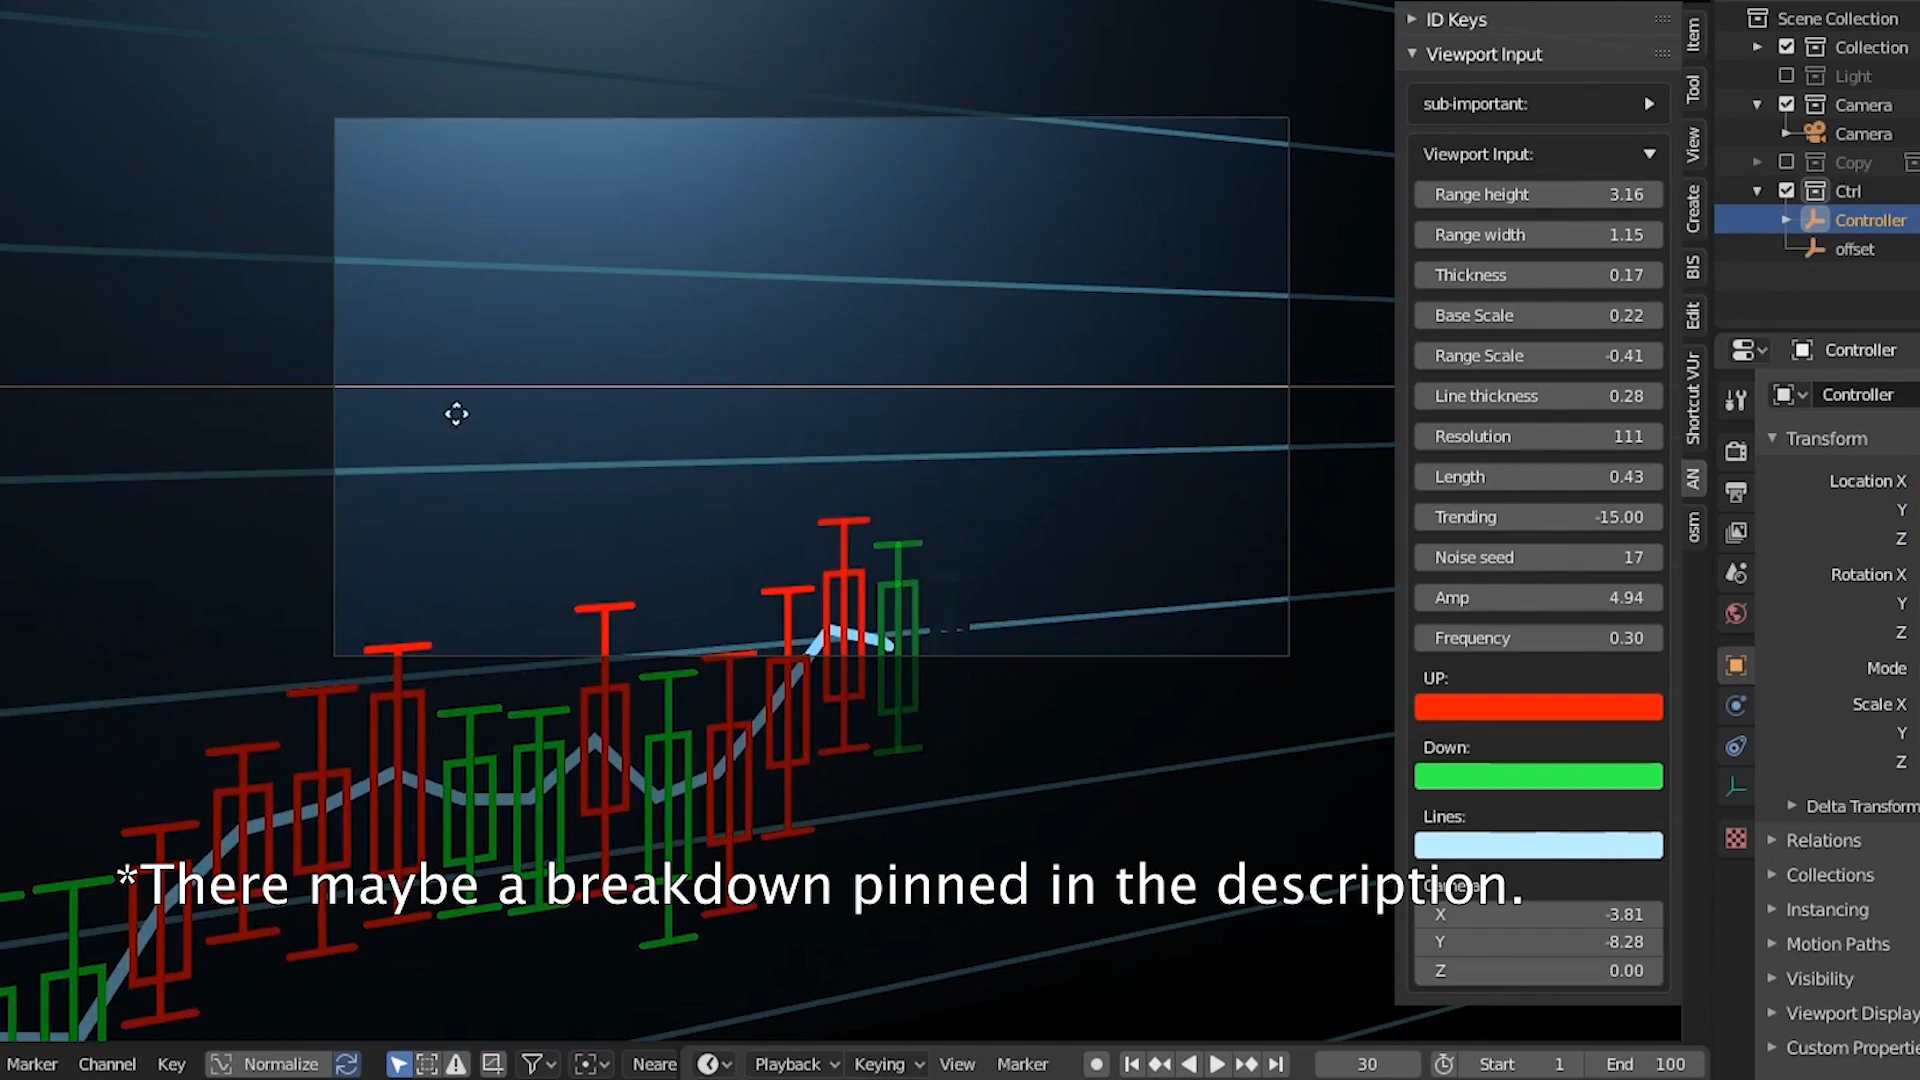 ID Keys
Viewport Input
sub-important:
Viewport Input:
Range height 3.16
Range width 1.15
Thickness 0.17
Base Scale 0.22
Range Scale -0.41
Line thickness 0.28
Resolution 111
Length 0.43
Trending -15.00
Noise seed 17
Amp 4.94
Frequency 0.30
UP:
Down:
Lines:
*There maybe a breakdown pinned in the description.
X -3.81
Y -8.28
Z 0.00
Item
Tool
View
Create
BIS
Edit
Shortcut VUr
AN
osm
Scene Collection
Collection
Light
Camera
Camera
Copy
Ctrl
Controller
offset
Controller
Controller
Transform
Location X
Y
Z
Rotation X
Y
Z
Mode
Scale X
Y
Z
Delta Transform
Relations
Collections
Instancing
Motion Paths
Visibility
Viewport Display
Custom Propertie
Marker Channel Key Normalize Neare Playback Keying View Marker 30 Start 1 End 100